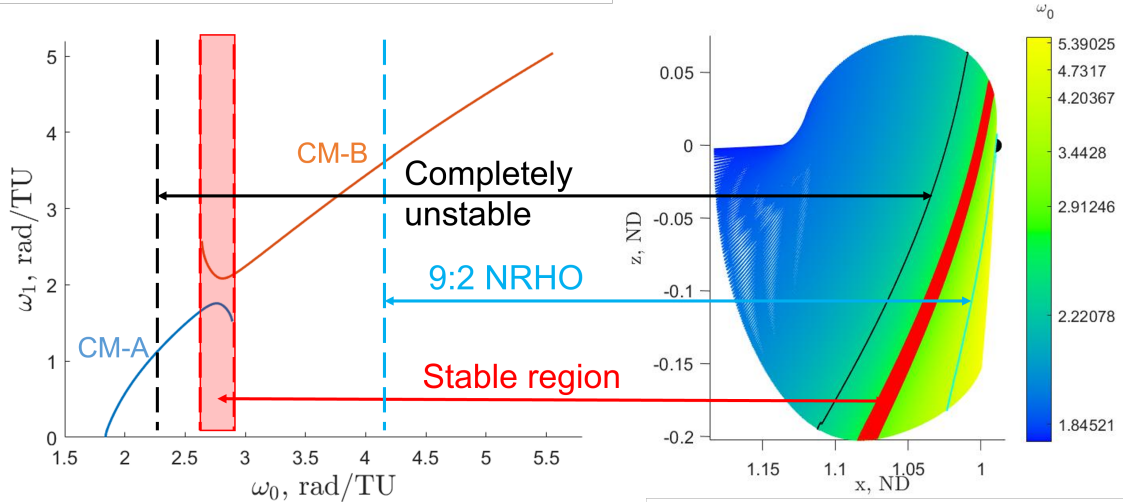 5
4
3
2
1
0
ω₁, rad/TU
1.5
2
2.5
3
3.5
4
4.5
5
5.5
ω₀, rad/TU
CM-B
CM-A
Completely
unstable
9:2 NRHO
Stable region
0.05
0
-0.05
-0.1
-0.15
-0.2
z, ND
1.15
1.1
1.05
1
x, ND
ω₀
5.39025
4.7317
4.20367
3.4428
2.91246
2.22078
1.84521